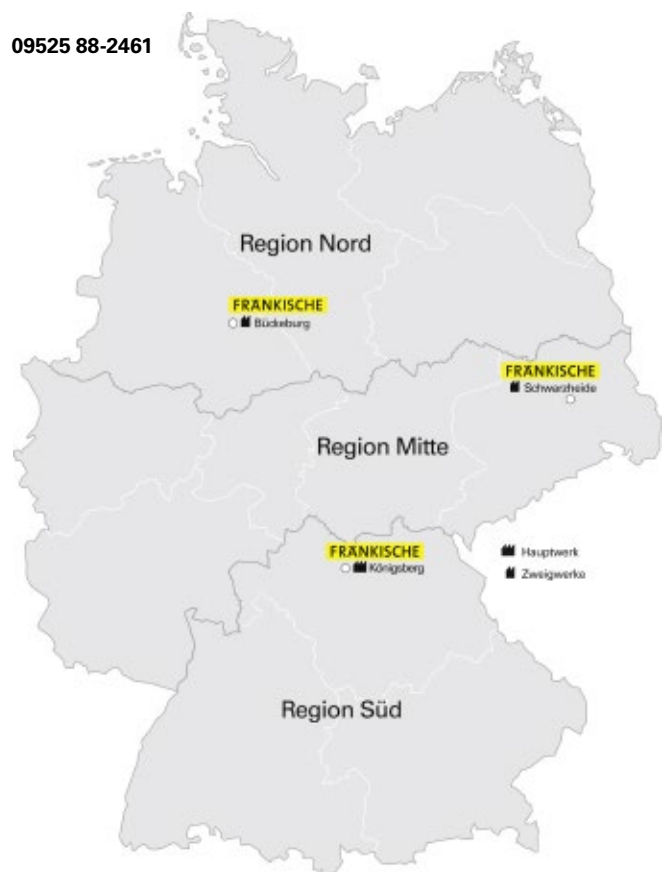 09525 88-2461
Region Nord
FRÄNKISCHE
Bückeburg
FRÄNKISCHE
Schwarzheide
Region Mitte
FRÄNKISCHE
Königsberg
Hauptwerk
Zweigwerke
Region Süd